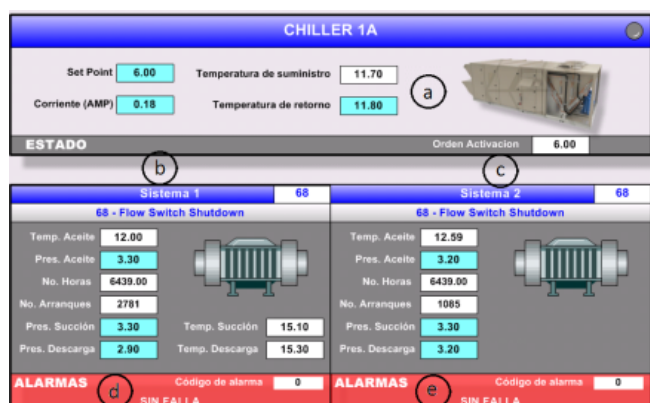 CHILLER 1A
Set Point 6.00 Temperatura de suministro 11.70
Corriente (AMP) 0.18 Temperatura de retorno 11.80
a
ESTADO Orden Activacion 6.00
b c
Sistema 1 68 Sistema 2 68
68 - Flow Switch Shutdown 68 - Flow Switch Shutdown
Temp. Aceite 12.00 Temp. Aceite 12.59
Pres. Aceite 3.30 Pres. Aceite 3.20
No. Horas 6439.00 No. Horas 6439.00
No. Arranques 2781 No. Arranques 1085
Pres. Succión 3.30 Temp. Succión 15.10 Pres. Succión 3.30
Pres. Descarga 2.90 Temp. Descarga 15.30 Pres. Descarga 3.20
ALARMAS d Código de alarma 0 ALARMAS e Código de alarma 0
SIN FALLA SIN FALLA